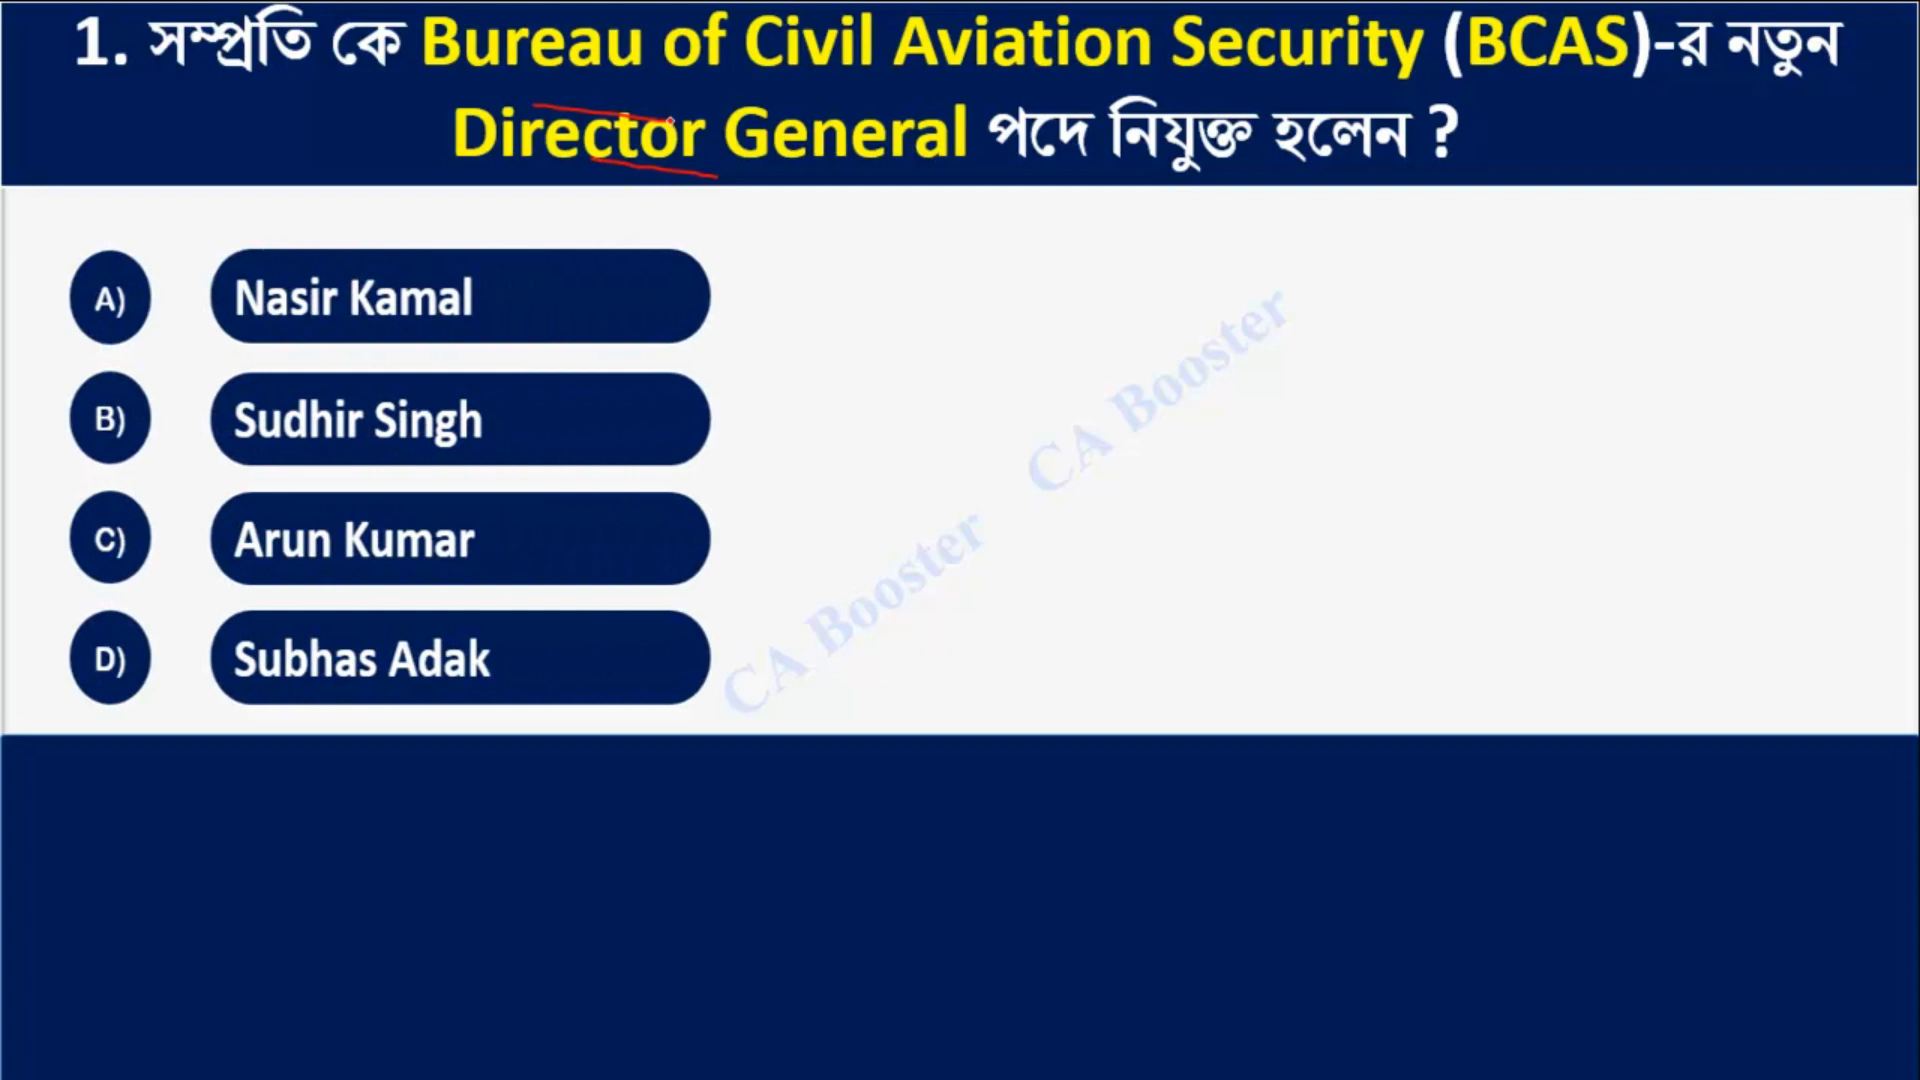 1. সম্প্রতি কে Bureau of Civil Aviation Security (BCAS)-র নতুন
Director General পদে নিযুক্ত হলেন ?
A) Nasir Kamal
B) Sudhir Singh
C) Arun Kumar
D) Subhas Adak
CA Booster
CA Booster